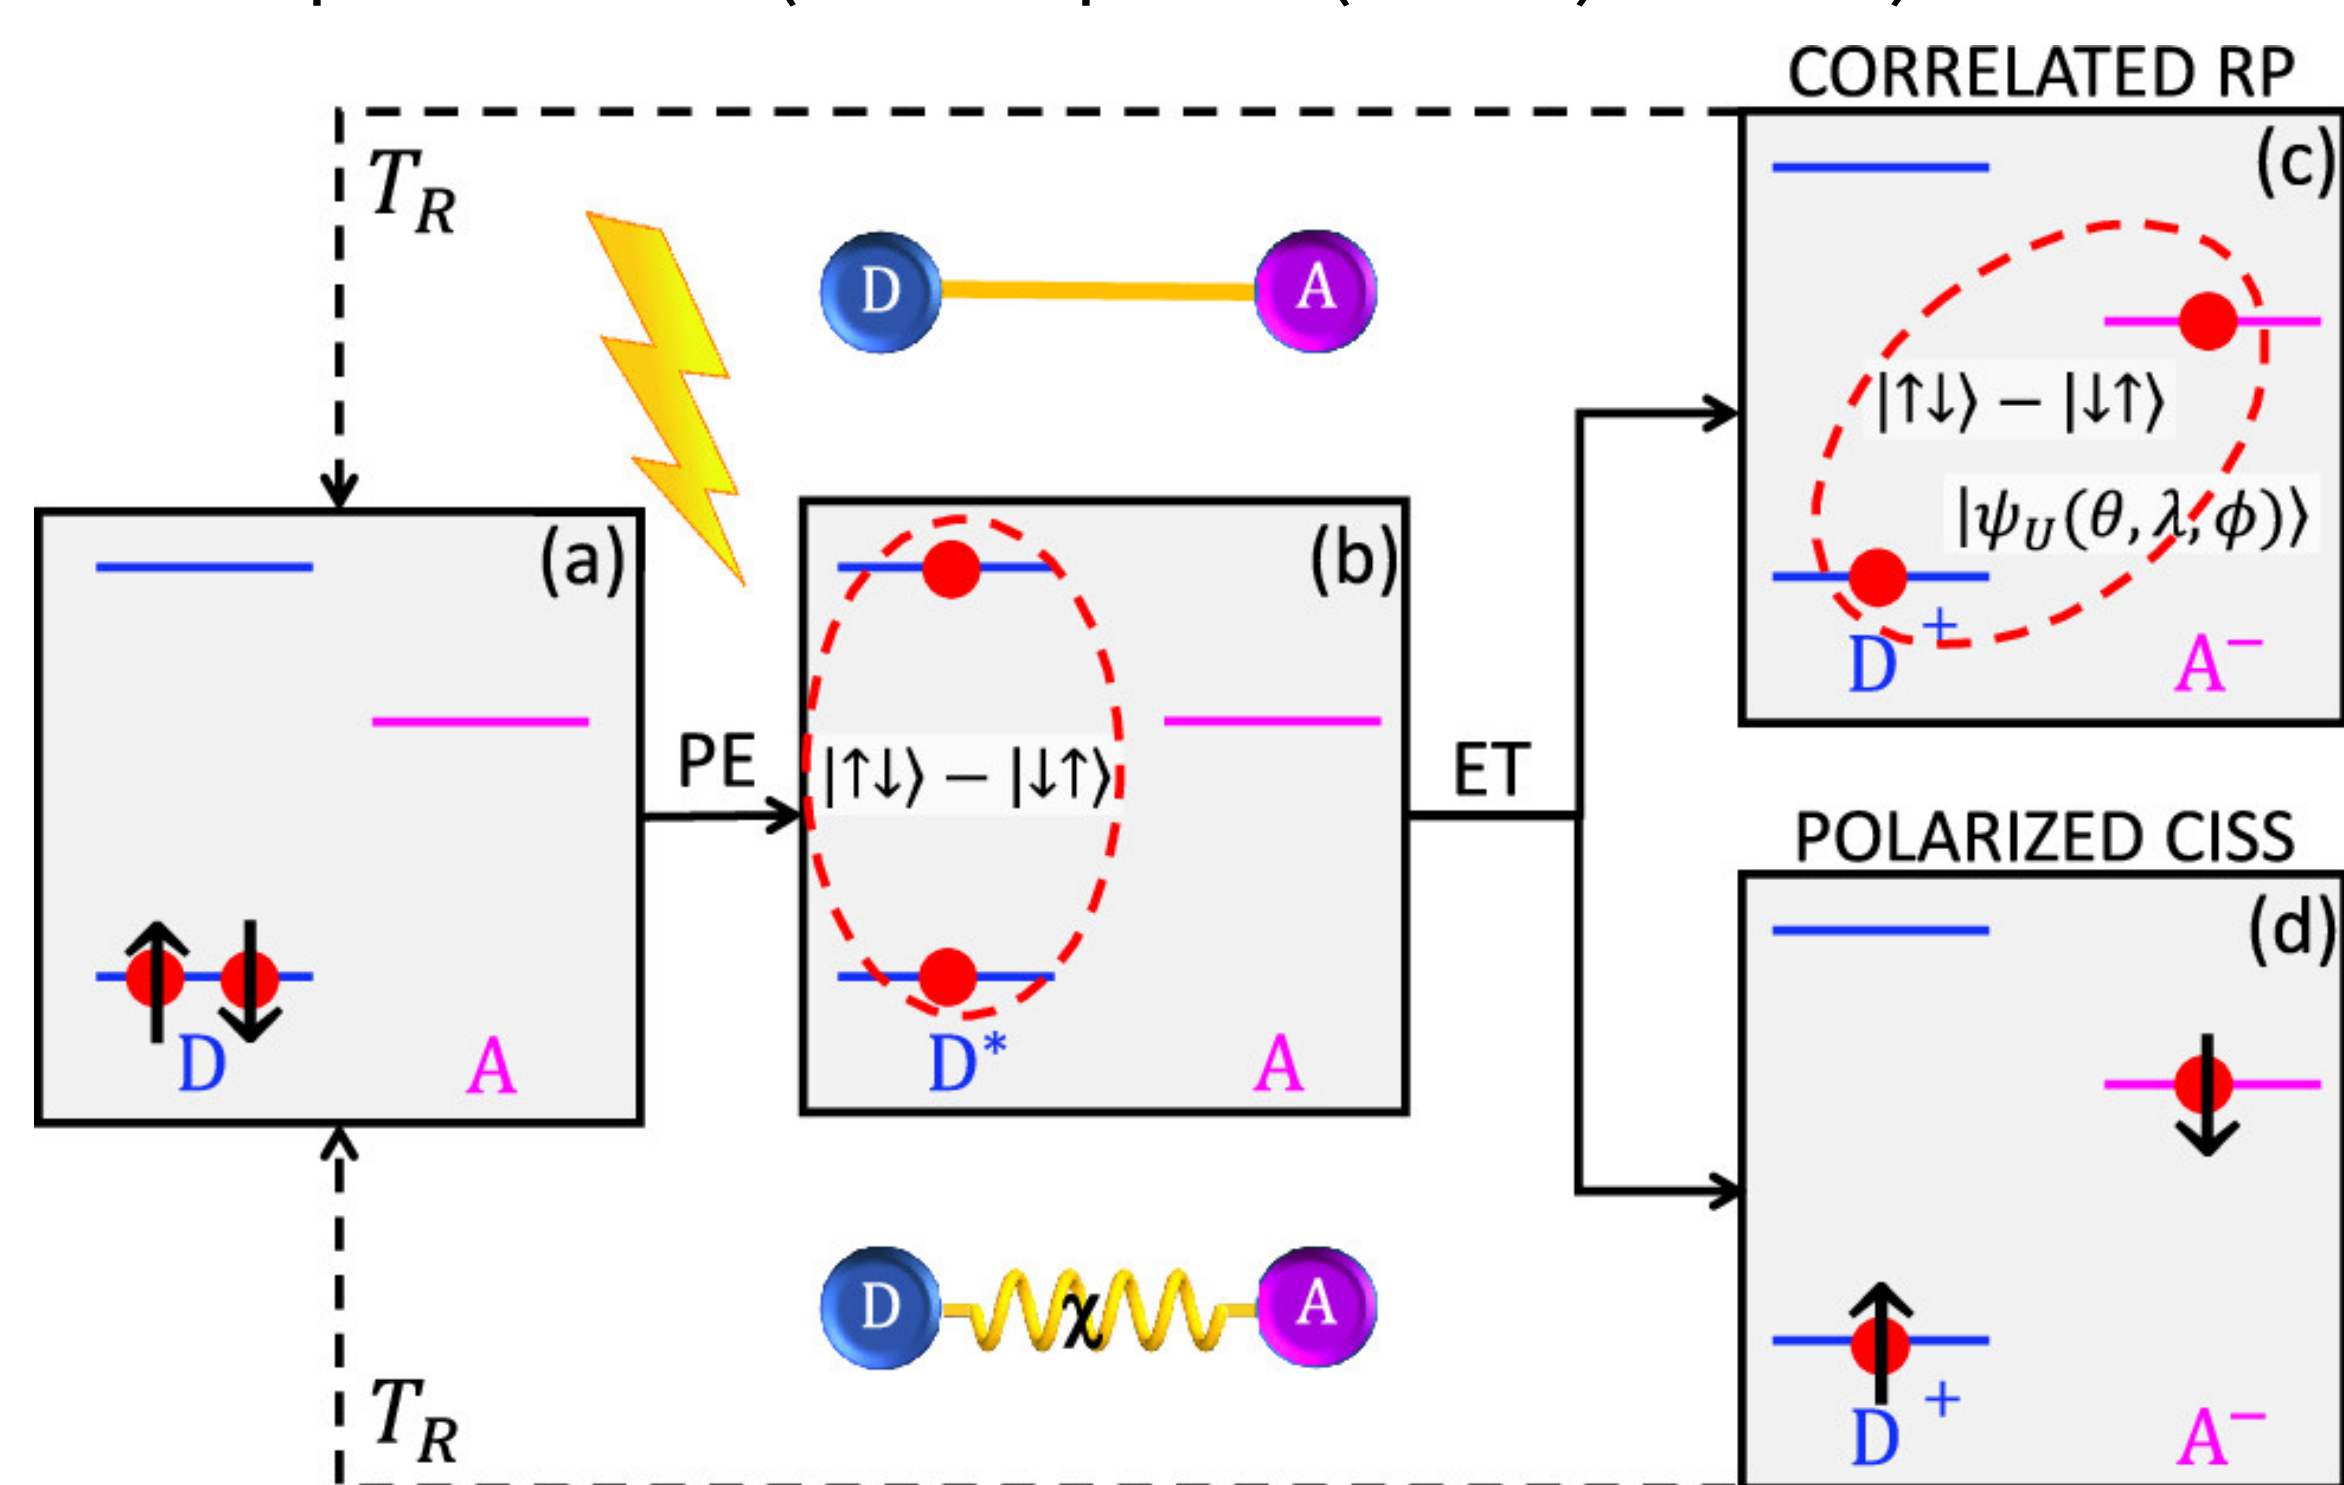 CORRELATED RP
T_R
D A
(c)
|↑↓⟩ − |↓↑⟩
|ψ_U(θ, λ, ϕ)⟩
D⁺ A⁻
(a)
D A
PE
(b)
|↑↓⟩ − |↓↑⟩
D* A
ET
POLARIZED CISS
(d)
D⁺ A⁻
D χ A
T_R